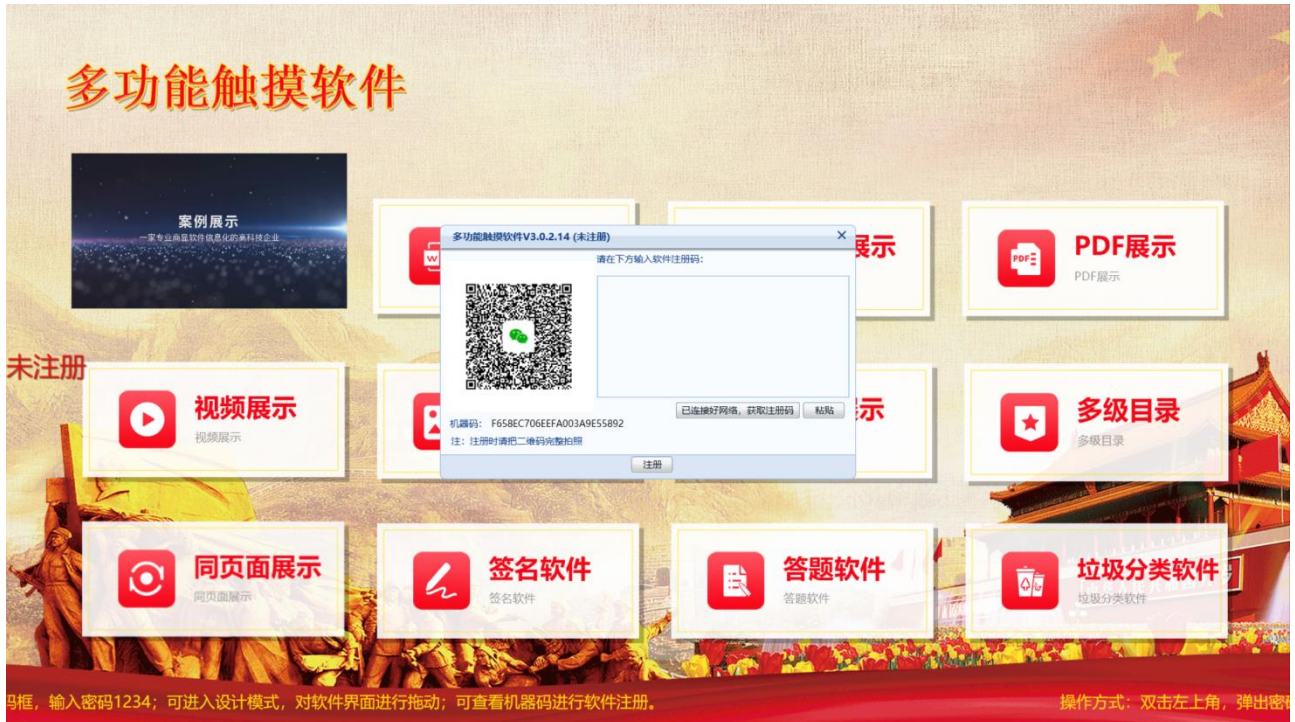 多功能触摸软件
案例展示
一家专业商显软件信息化的高科技企业
W
展示
PDF
PDF展示
PDF展示
多功能触摸软件V3.0.2.14 (未注册)
请在下方输入软件注册码:
已连接好网络，获取注册码
粘贴
机器码: F658EC706EEFA003A9E55892
注: 注册时请把二维码完整拍照
注册
未注册
视频展示
视频展示
示
多级目录
多级目录
同页面展示
同页面展示
签名软件
签名软件
答题软件
答题软件
垃圾分类软件
垃圾分类软件
码框，输入密码1234；可进入设计模式，对软件界面进行拖动；可查看机器码进行软件注册。
操作方式：双击左上角，弹出密码